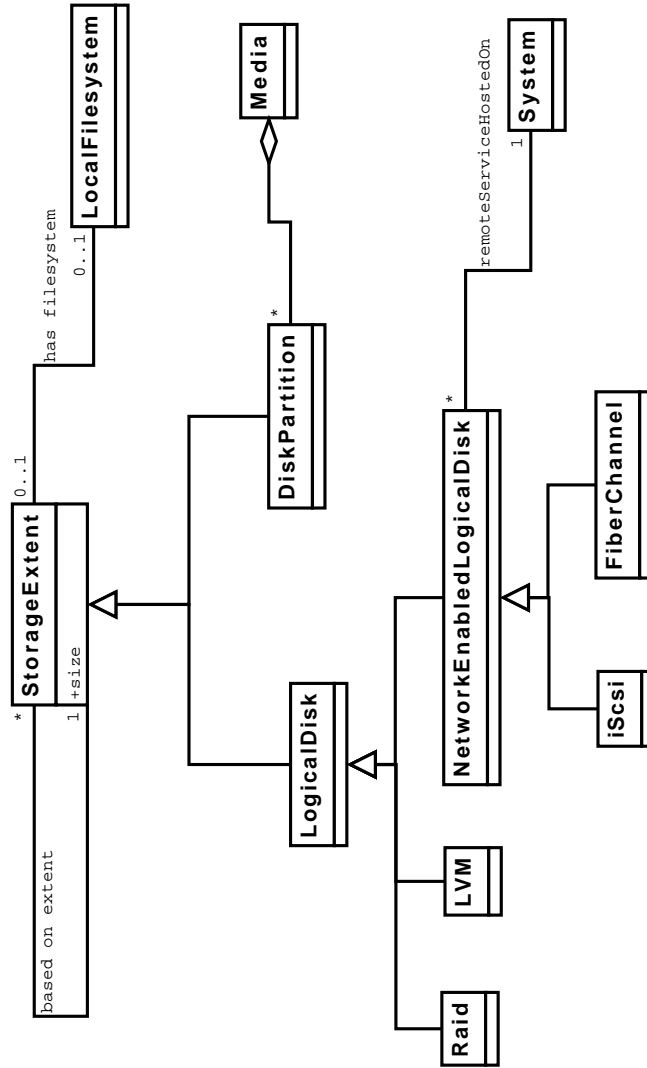 based on extent
*
1
StorageExtent
+size
0..1
has filesystem
0..1
LocalFilesystem
LogicalDisk
DiskPartition
*
Media
Raid
LVM
NetworkEnabledLogicalDisk
*
remoteServiceHostedOn
1
System
iScsi
FiberChannel